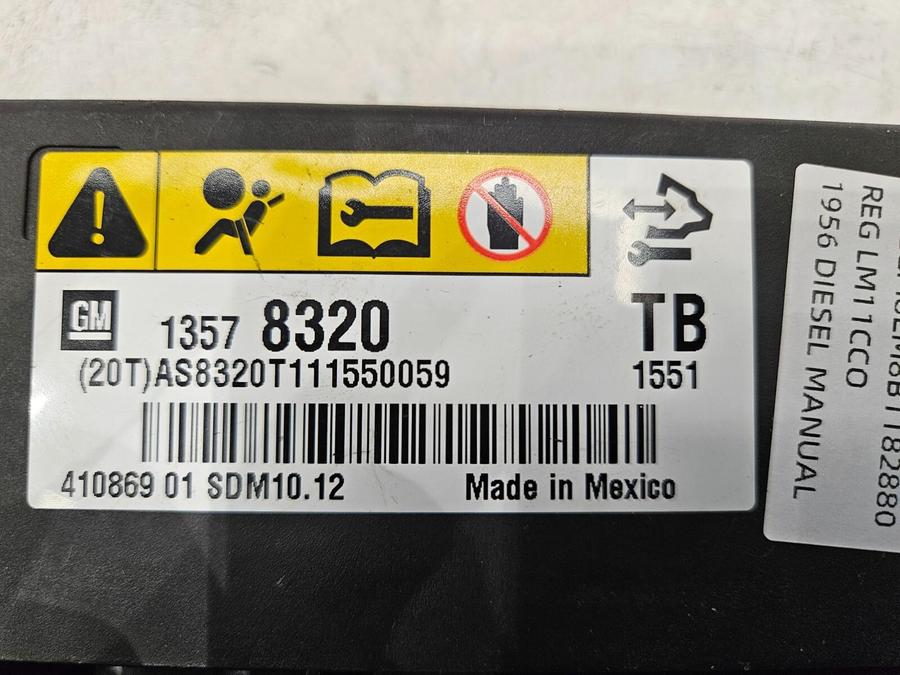 GM
1357 8320
TB
(20T)AS8320T111550059
1551
410869 01 SDM10.12
Made in Mexico
REG LM11CCO
1956 DIESEL MANUAL